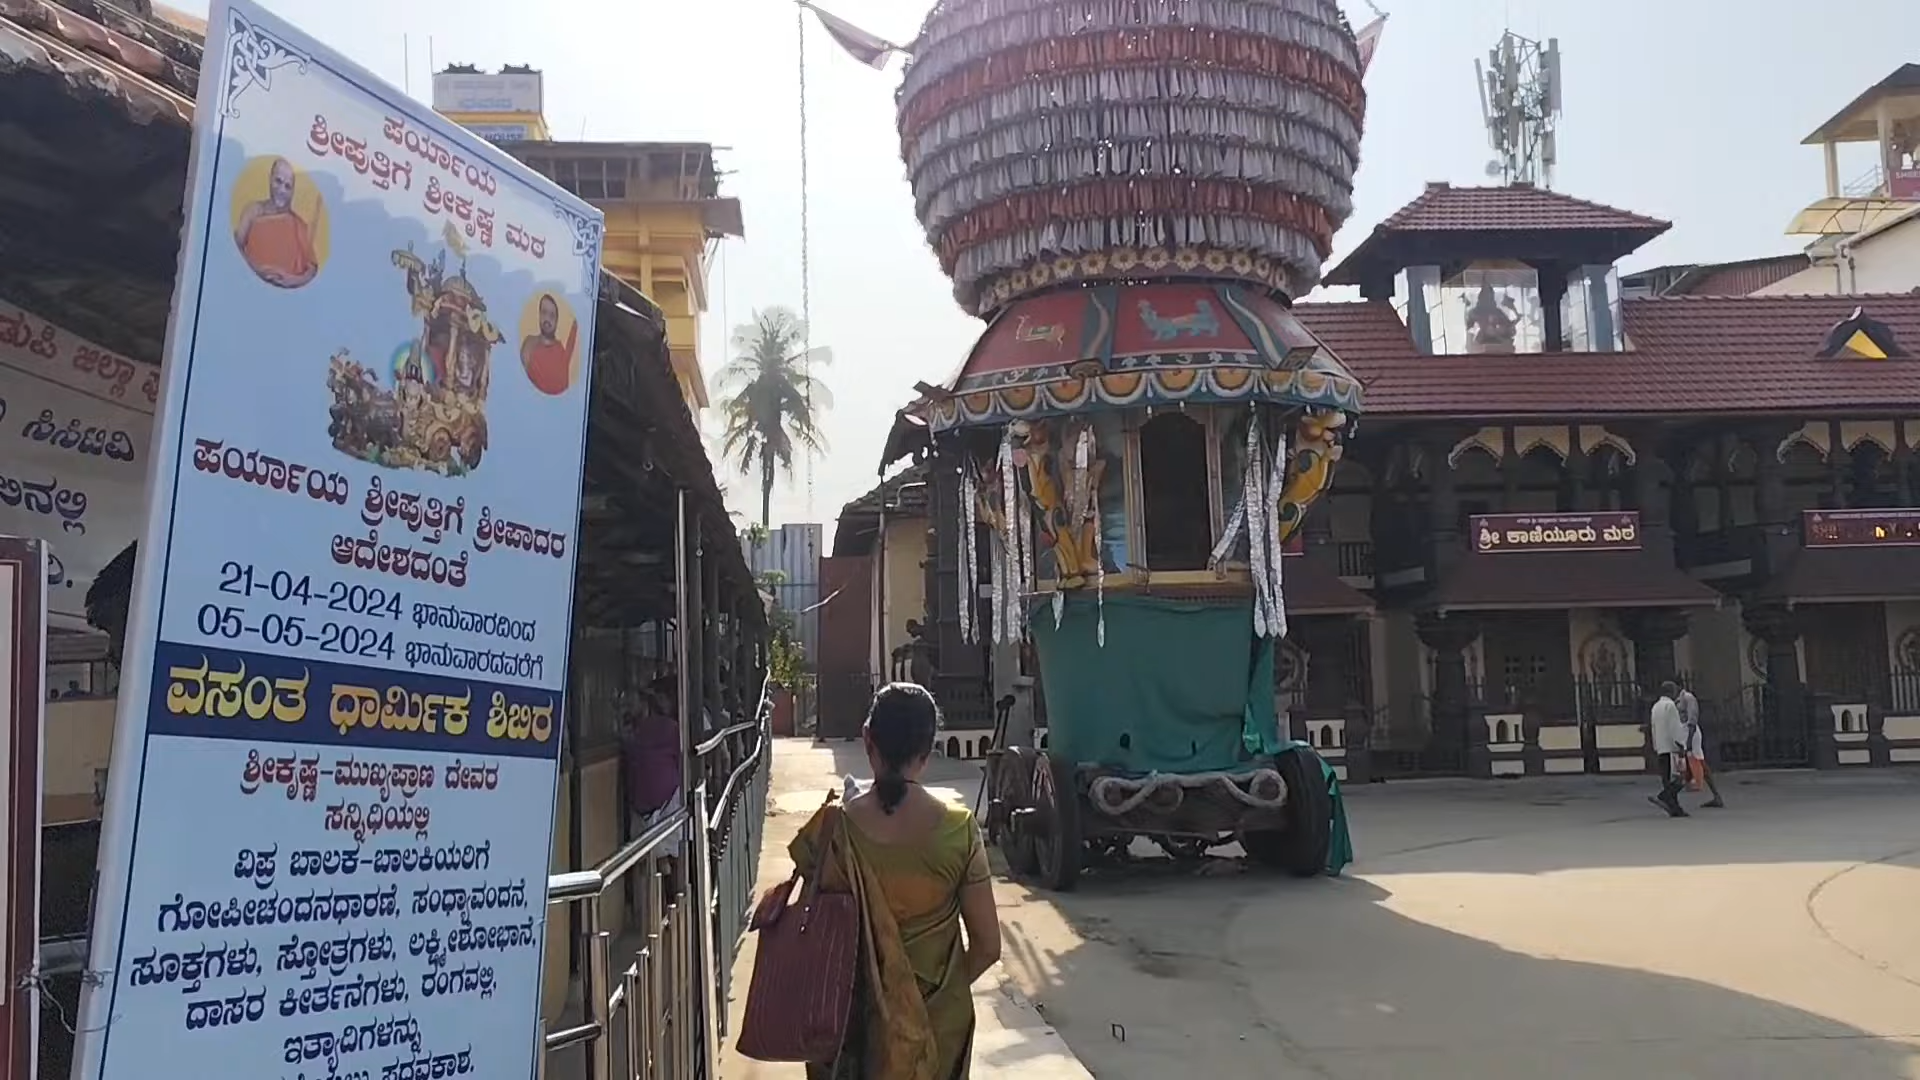 ಪರ್ಯಾಯ
ಶ್ರೀಪುತ್ತಿಗೆ ಶ್ರೀಕೃಷ್ಣ ಮಠ
ಪರ್ಯಾಯ ಶ್ರೀಪುತ್ತಿಗೆ ಶ್ರೀಪಾದರ
ಆದೇಶದಂತೆ
21-04-2024 ಭಾನುವಾರದಿಂದ
05-05-2024 ಭಾನುವಾರದವರೆಗೆ
ವಸಂತ ಧಾರ್ಮಿಕ ಶಿಬಿರ
ಶ್ರೀಕೃಷ್ಣ-ಮುಖ್ಯಪ್ರಾಣ ದೇವರ
ಸನ್ನಿಧಿಯಲ್ಲಿ
ವಿಪ್ರ ಬಾಲಕ-ಬಾಲಕಿಯರಿಗೆ
ಗೋಪೀಚಂದನಧಾರಣೆ, ಸಂಧ್ಯಾವಂದನೆ,
ಸೂಕ್ತಗಳು, ಸ್ತೋತ್ರಗಳು, ಲಕ್ಷ್ಮೀಶೋಭಾನೆ,
ದಾಸರ ಕೀರ್ತನೆಗಳು, ರಂಗವಲ್ಲಿ,
ಇತ್ಯಾದಿಗಳನ್ನು
ಸದವಕಾಶ.
ಜಿಲ್ಲಾ
ಸಿಸಿಟಿವಿ
ಶ್ರೀ ಕಾಣಿಯೂರು ಮಠ